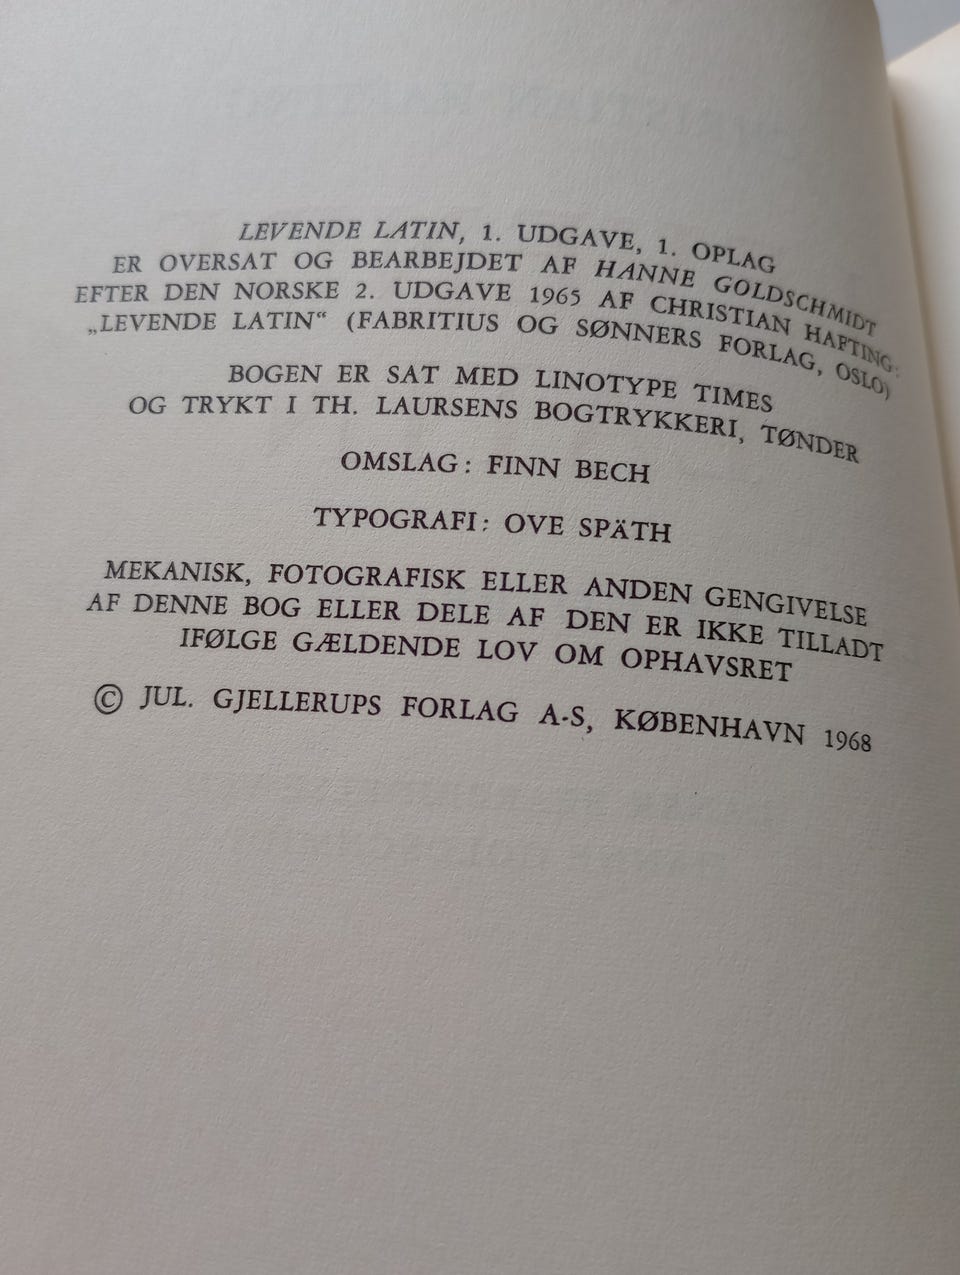 LEVENDE LATIN, 1. UDGAVE, 1. OPLAG
ER OVERSAT OG BEARBEJDET AF HANNE GOLDSCHMIDT
EFTER DEN NORSKE 2. UDGAVE 1965 AF CHRISTIAN HAFTING:
„LEVENDE LATIN“ (FABRITIUS OG SØNNERS FORLAG, OSLO)
BOGEN ER SAT MED LINOTYPE TIMES
OG TRYKT I TH. LAURSENS BOGTRYKKERI, TØNDER
OMSLAG: FINN BECH
TYPOGRAFI: OVE SPÄTH
MEKANISK, FOTOGRAFISK ELLER ANDEN GENGIVELSE
AF DENNE BOG ELLER DELE AF DEN ER IKKE TILLADT
IFØLGE GÆLDENDE LOV OM OPHAVSRET
© JUL. GJELLERUPS FORLAG A-S, KØBENHAVN 1968